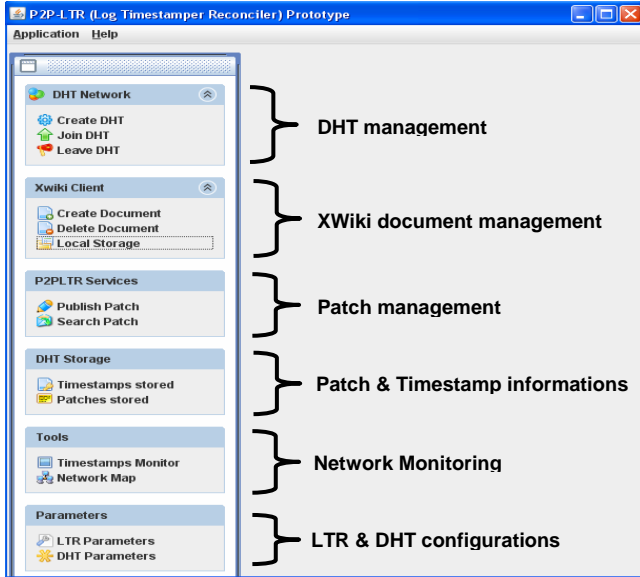 P2P-LTR (Log Timestamper Reconciler) Prototype
Application Help
DHT Network
Create DHT
Join DHT
Leave DHT
DHT management
Xwiki Client
Create Document
Delete Document
Local Storage
XWiki document management
P2PLTR Services
Publish Patch
Search Patch
Patch management
DHT Storage
Timestamps stored
Patches stored
Patch & Timestamp informations
Tools
Timestamps Monitor
Network Map
Network Monitoring
Parameters
LTR Parameters
DHT Parameters
LTR & DHT configurations